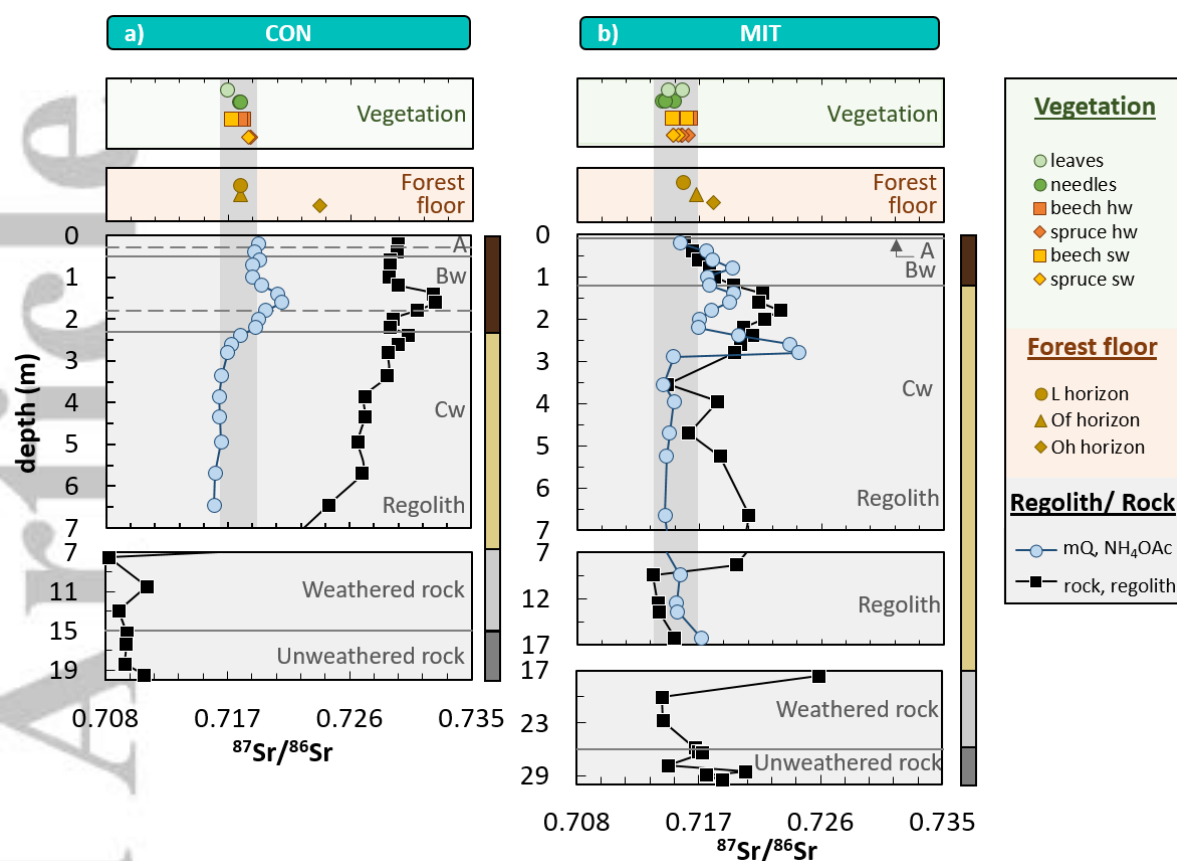 Article
a) CON
Vegetation
Forest
floor
0
1
2
3
4
5
6
7
A
Bw
Cw
Regolith
7
11
15
19
Weathered rock
Unweathered rock
depth (m)
0.708 0.717 0.726 0.735
⁸⁷Sr/⁸⁶Sr
b) MIT
Vegetation
Forest
floor
0
1
2
3
4
5
6
7
A
Bw
Cw
Regolith
7
12
17
Regolith
17
23
29
Weathered rock
Unweathered rock
0.708 0.717 0.726 0.735
⁸⁷Sr/⁸⁶Sr
Vegetation
leaves
needles
beech hw
spruce hw
beech sw
spruce sw
Forest floor
L horizon
Of horizon
Oh horizon
Regolith/ Rock
mQ, NH₄OAc
rock, regolith